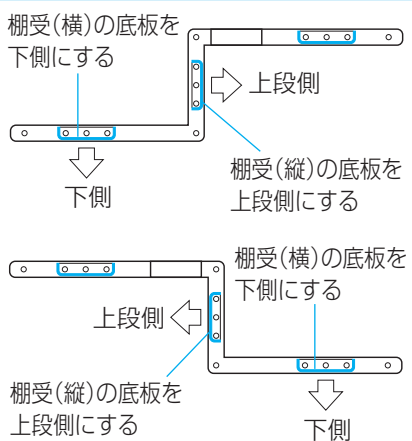 棚受(横)の底板を
下側にする
上段側
下側
棚受(縦)の底板を
上段側にする
棚受(横)の底板を
下側にする
上段側
棚受(縦)の底板を
上段側にする
下側